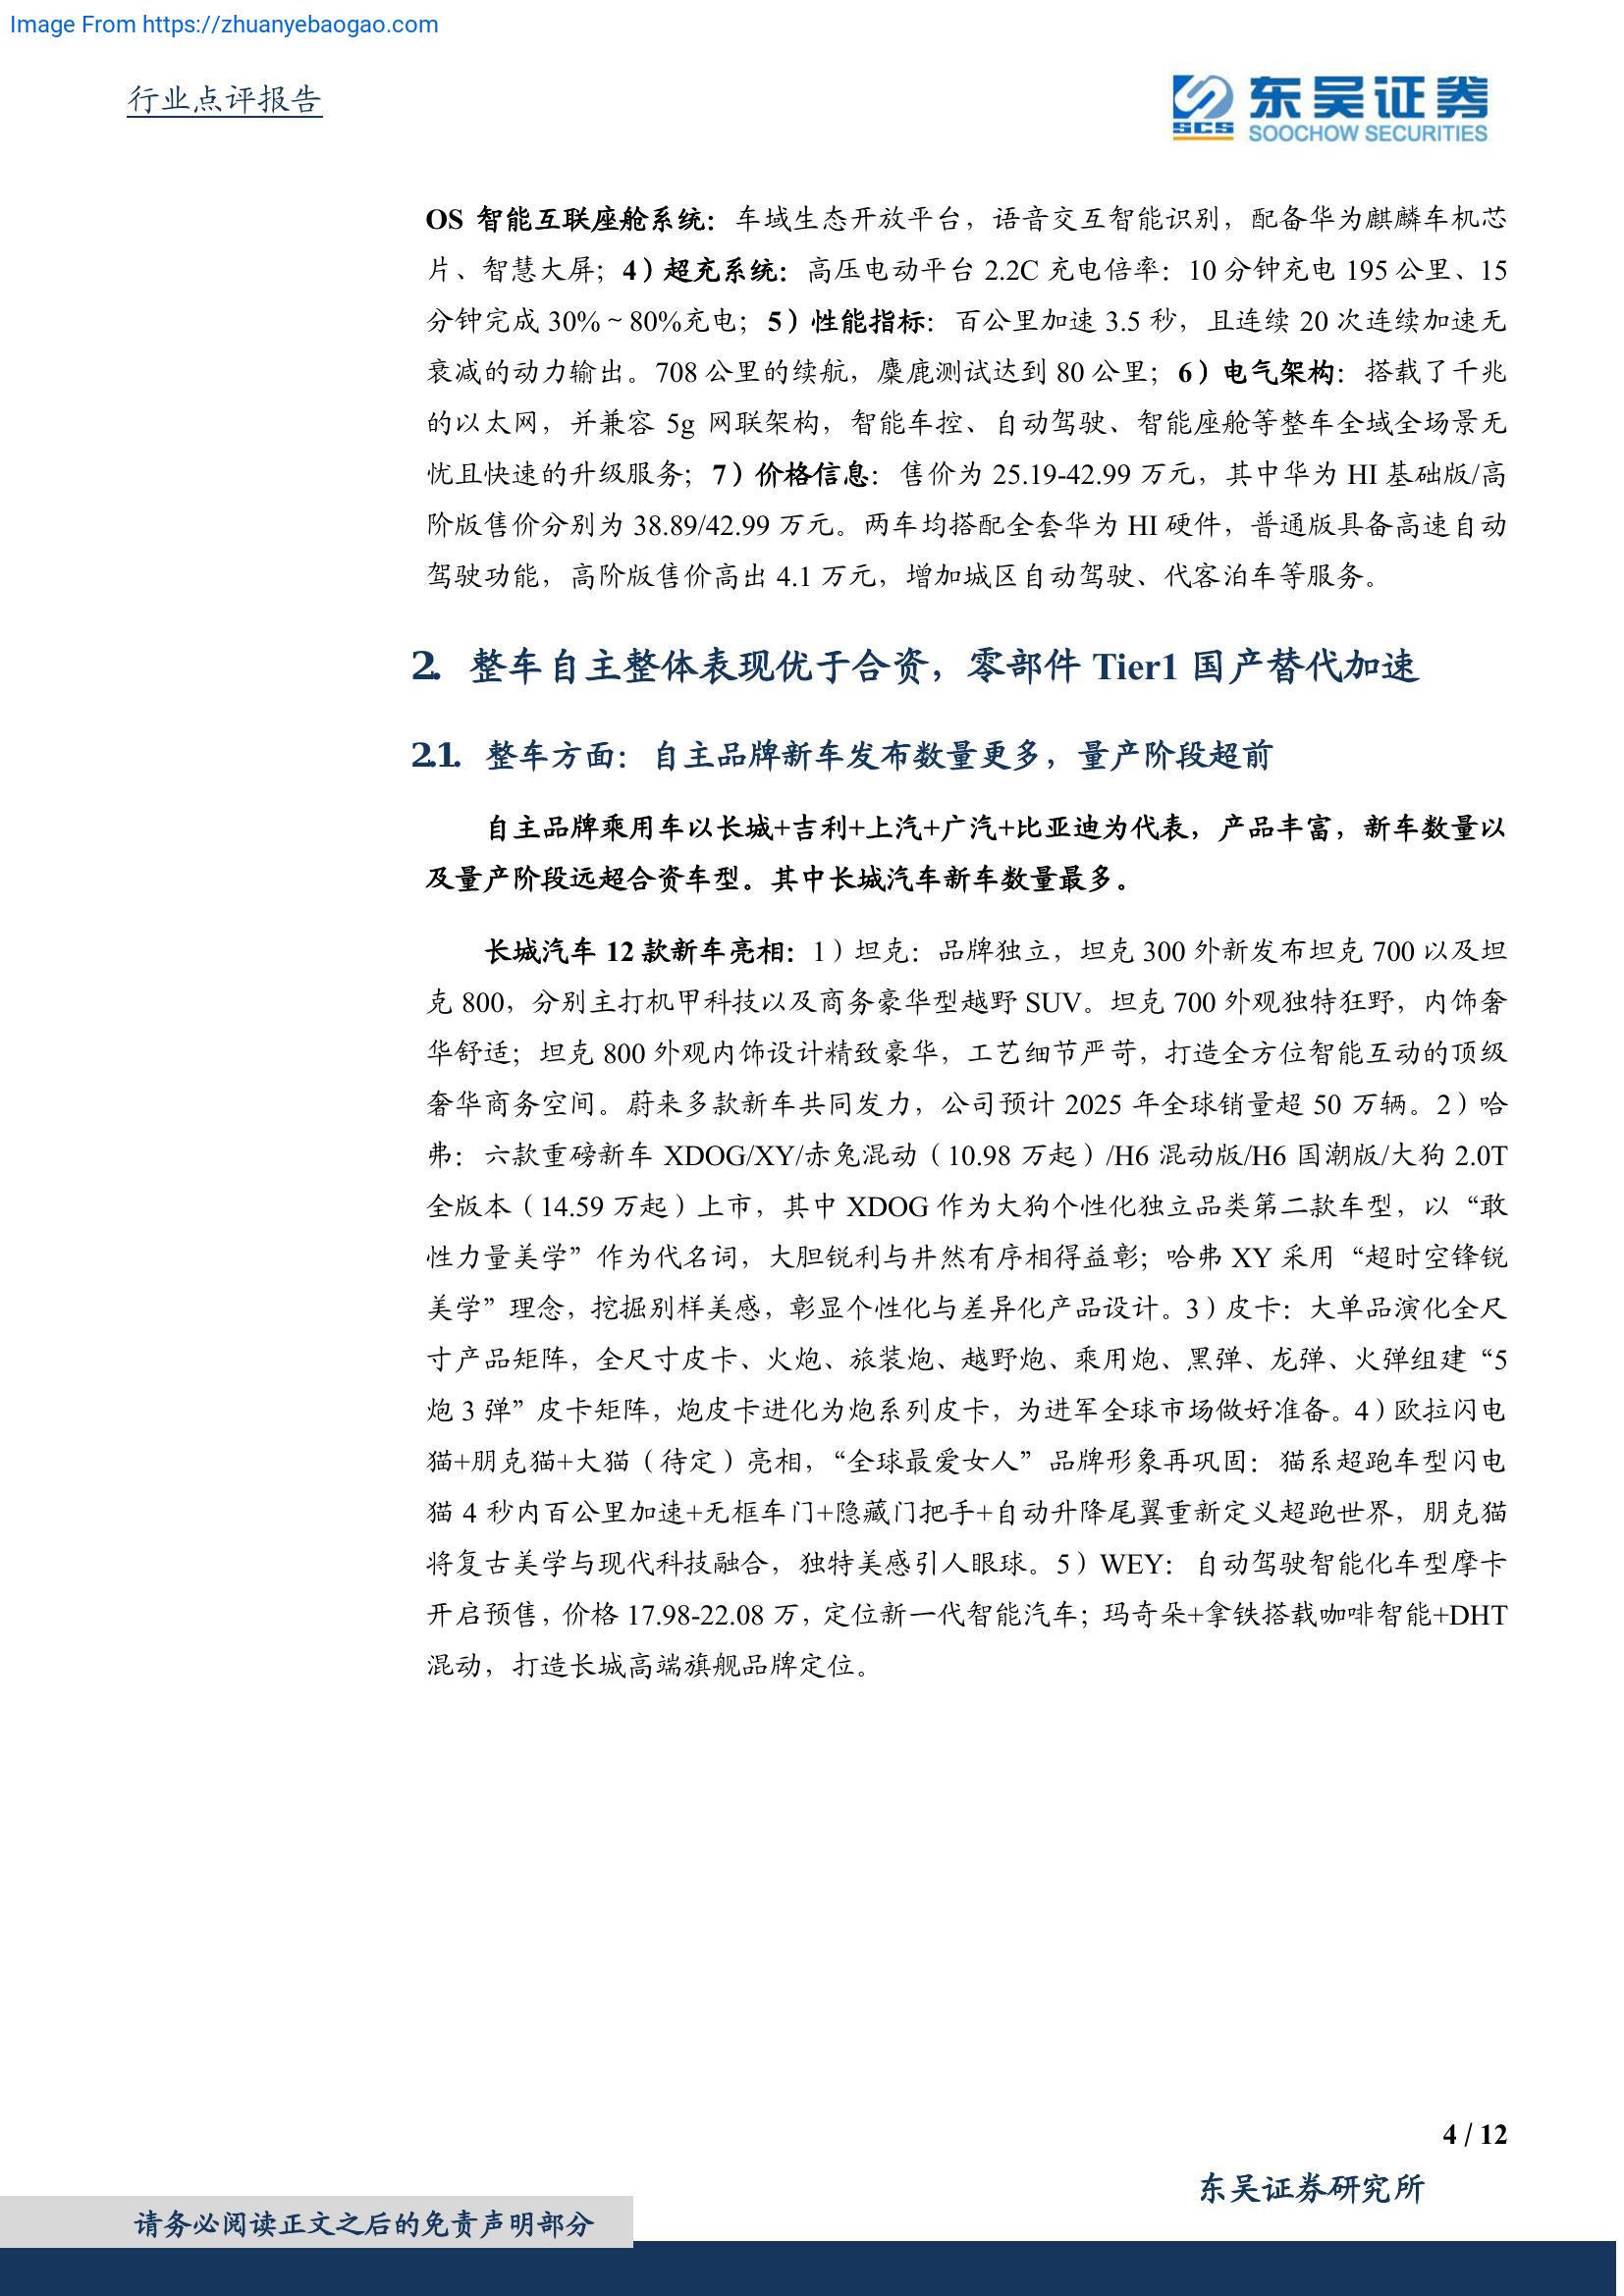 Image From https://zhuanyebaogao.com
行业点评报告
SCS
东吴证券
SOOCHOW SECURITIES
OS 智能互联座舱系统：车域生态开放平台，语音交互智能识别，配备华为麒麟车机芯
片、智慧大屏；4）超充系统：高压电动平台 2.2C 充电倍率：10 分钟充电 195 公里、15
分钟完成 30%～80%充电；5）性能指标：百公里加速 3.5 秒，且连续 20 次连续加速无
衰减的动力输出。708 公里的续航，麋鹿测试达到 80 公里；6）电气架构：搭载了千兆
的以太网，并兼容 5g 网联架构，智能车控、自动驾驶、智能座舱等整车全域全场景无
忧且快速的升级服务；7）价格信息：售价为 25.19-42.99 万元，其中华为 HI 基础版/高
阶版售价分别为 38.89/42.99 万元。两车均搭配全套华为 HI 硬件，普通版具备高速自动
驾驶功能，高阶版售价高出 4.1 万元，增加城区自动驾驶、代客泊车等服务。
2. 整车自主整体表现优于合资，零部件 Tier1 国产替代加速
2.1. 整车方面：自主品牌新车发布数量更多，量产阶段超前
自主品牌乘用车以长城+吉利+上汽+广汽+比亚迪为代表，产品丰富，新车数量以
及量产阶段远超合资车型。其中长城汽车新车数量最多。
长城汽车 12 款新车亮相：1）坦克：品牌独立，坦克 300 外新发布坦克 700 以及坦
克 800，分别主打机甲科技以及商务豪华型越野 SUV。坦克 700 外观独特狂野，内饰奢
华舒适；坦克 800 外观内饰设计精致豪华，工艺细节严苛，打造全方位智能互动的顶级
奢华商务空间。蔚来多款新车共同发力，公司预计 2025 年全球销量超 50 万辆。2）哈
弗：六款重磅新车 XDOG/XY/赤兔混动（10.98 万起）/H6 混动版/H6 国潮版/大狗 2.0T
全版本（14.59 万起）上市，其中 XDOG 作为大狗个性化独立品类第二款车型，以“敢
性力量美学”作为代名词，大胆锐利与井然有序相得益彰；哈弗 XY 采用“超时空锋锐
美学”理念，挖掘别样美感，彰显个性化与差异化产品设计。3）皮卡：大单品演化全尺
寸产品矩阵，全尺寸皮卡、火炮、旅装炮、越野炮、乘用炮、黑弹、龙弹、火弹组建“5
炮 3 弹”皮卡矩阵，炮皮卡进化为炮系列皮卡，为进军全球市场做好准备。4）欧拉闪电
猫+朋克猫+大猫（待定）亮相，“全球最爱女人”品牌形象再巩固：猫系超跑车型闪电
猫 4 秒内百公里加速+无框车门+隐藏门把手+自动升降尾翼重新定义超跑世界，朋克猫
将复古美学与现代科技融合，独特美感引人眼球。5）WEY：自动驾驶智能化车型摩卡
开启预售，价格 17.98-22.08 万，定位新一代智能汽车；玛奇朵+拿铁搭载咖啡智能+DHT
混动，打造长城高端旗舰品牌定位。
4 / 12
东吴证券研究所
请务必阅读正文之后的免责声明部分